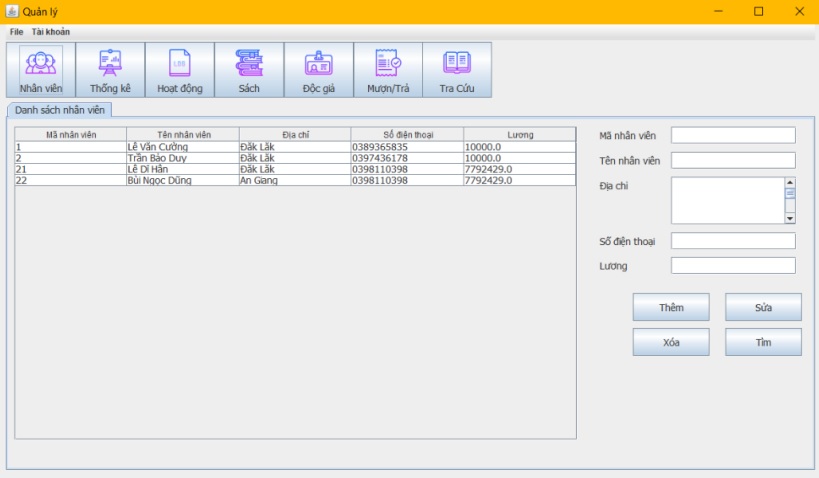 Quản lý
File Tài khoản
Nhân viên Thống kê LOG Hoạt động Sách Độc giả Mượn/Trả Tra Cứu
Danh sách nhân viên
Mã nhân viên Tên nhân viên Địa chỉ Số điện thoại Lương
1 Lê Văn Cường Đăk Lăk 0389365835 10000.0
2 Trần Bảo Duy Đăk Lăk 0397436178 10000.0
21 Lê Dĩ Hân Đăk Lăk 0398110398 7792429.0
22 Bùi Ngọc Dũng An Giang 0398110398 7792429.0
Mã nhân viên
Tên nhân viên
Địa chỉ
Số điện thoại
Lương
Thêm Sửa
Xóa Tìm